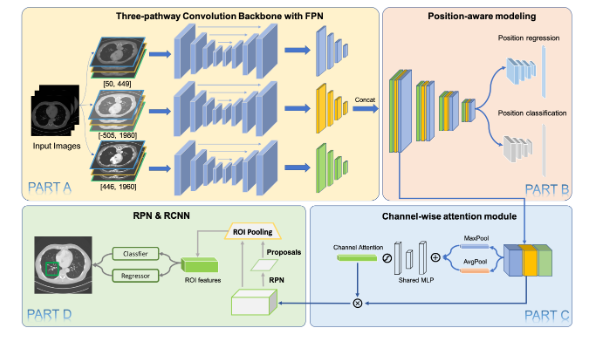 Three-pathway Convolution Backbone with FPN
Position-aware modeling
Position regression
[50, 449]
Concat
[-505, 1980]
Position classification
Input Images
[446, 1960]
PART A
PART B
RPN & RCNN
Channel-wise attention module
ROI Pooling
Channel Attention
MaxPool
Classfier
Proposals
AvgPool
Regressor
ROI features
RPN
Shared MLP
PART D
PART C